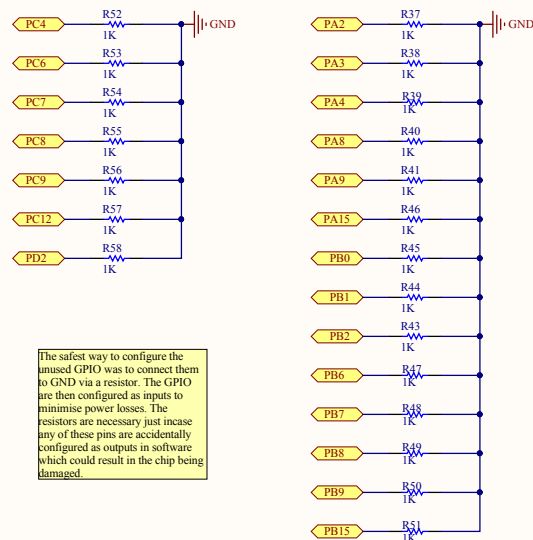 PC4 R52 1K GND
PC6 R53 1K
PC7 R54 1K
PC8 R55 1K
PC9 R56 1K
PC12 R57 1K
PD2 R58 1K
The safest way to configure the
unused GPIO was to connect them
to GND via a resistor. The GPIO
are then configured as inputs to
minimise power losses. The
resistors are necessary just incase
any of these pins are accidentally
configured as outputs in software
which could result in the chip being
damaged.
PA2 R37 1K GND
PA3 R38 1K
PA4 R39 1K
PA8 R40 1K
PA9 R41 1K
PA15 R46 1K
PB0 R45 1K
PB1 R44 1K
PB2 R43 1K
PB6 R47 1K
PB7 R48 1K
PB8 R49 1K
PB9 R50 1K
PB15 R51 1K